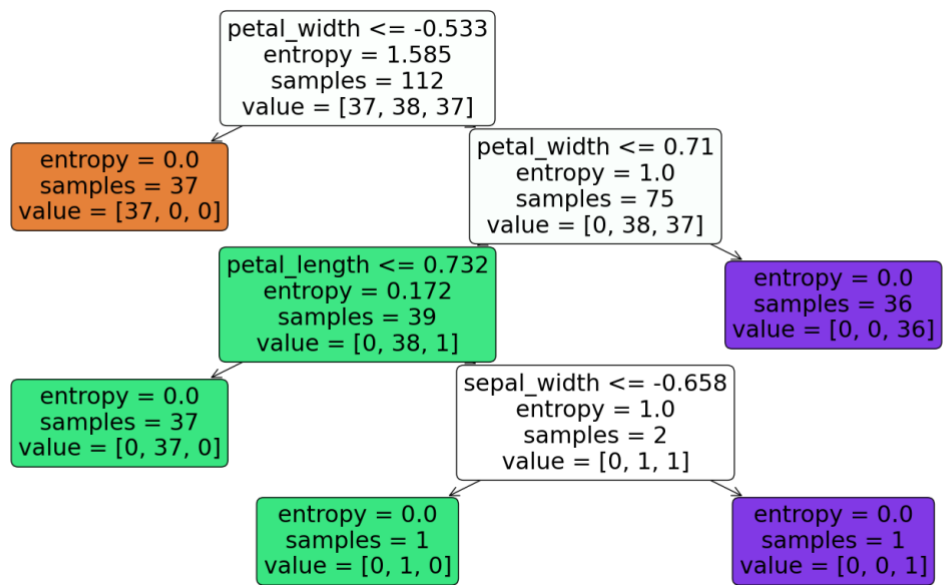 petal_width <= -0.533
entropy = 1.585
samples = 112
value = [37, 38, 37]
entropy = 0.0
samples = 37
value = [37, 0, 0]
petal_width <= 0.71
entropy = 1.0
samples = 75
value = [0, 38, 37]
petal_length <= 0.732
entropy = 0.172
samples = 39
value = [0, 38, 1]
entropy = 0.0
samples = 36
value = [0, 0, 36]
entropy = 0.0
samples = 37
value = [0, 37, 0]
sepal_width <= -0.658
entropy = 1.0
samples = 2
value = [0, 1, 1]
entropy = 0.0
samples = 1
value = [0, 1, 0]
entropy = 0.0
samples = 1
value = [0, 0, 1]